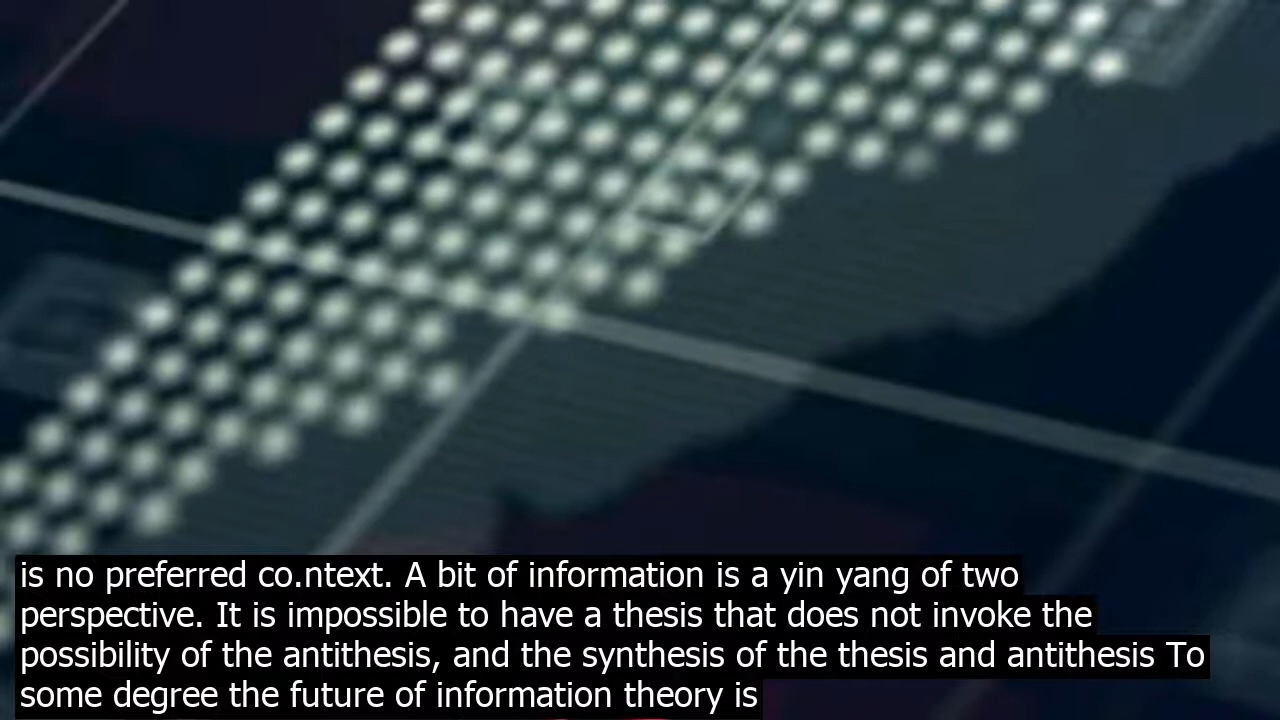 is no preferred co.ntext. A bit of information is a yin yang of two
perspective. It is impossible to have a thesis that does not invoke the
possibility of the antithesis, and the synthesis of the thesis and antithesis To
some degree the future of information theory is